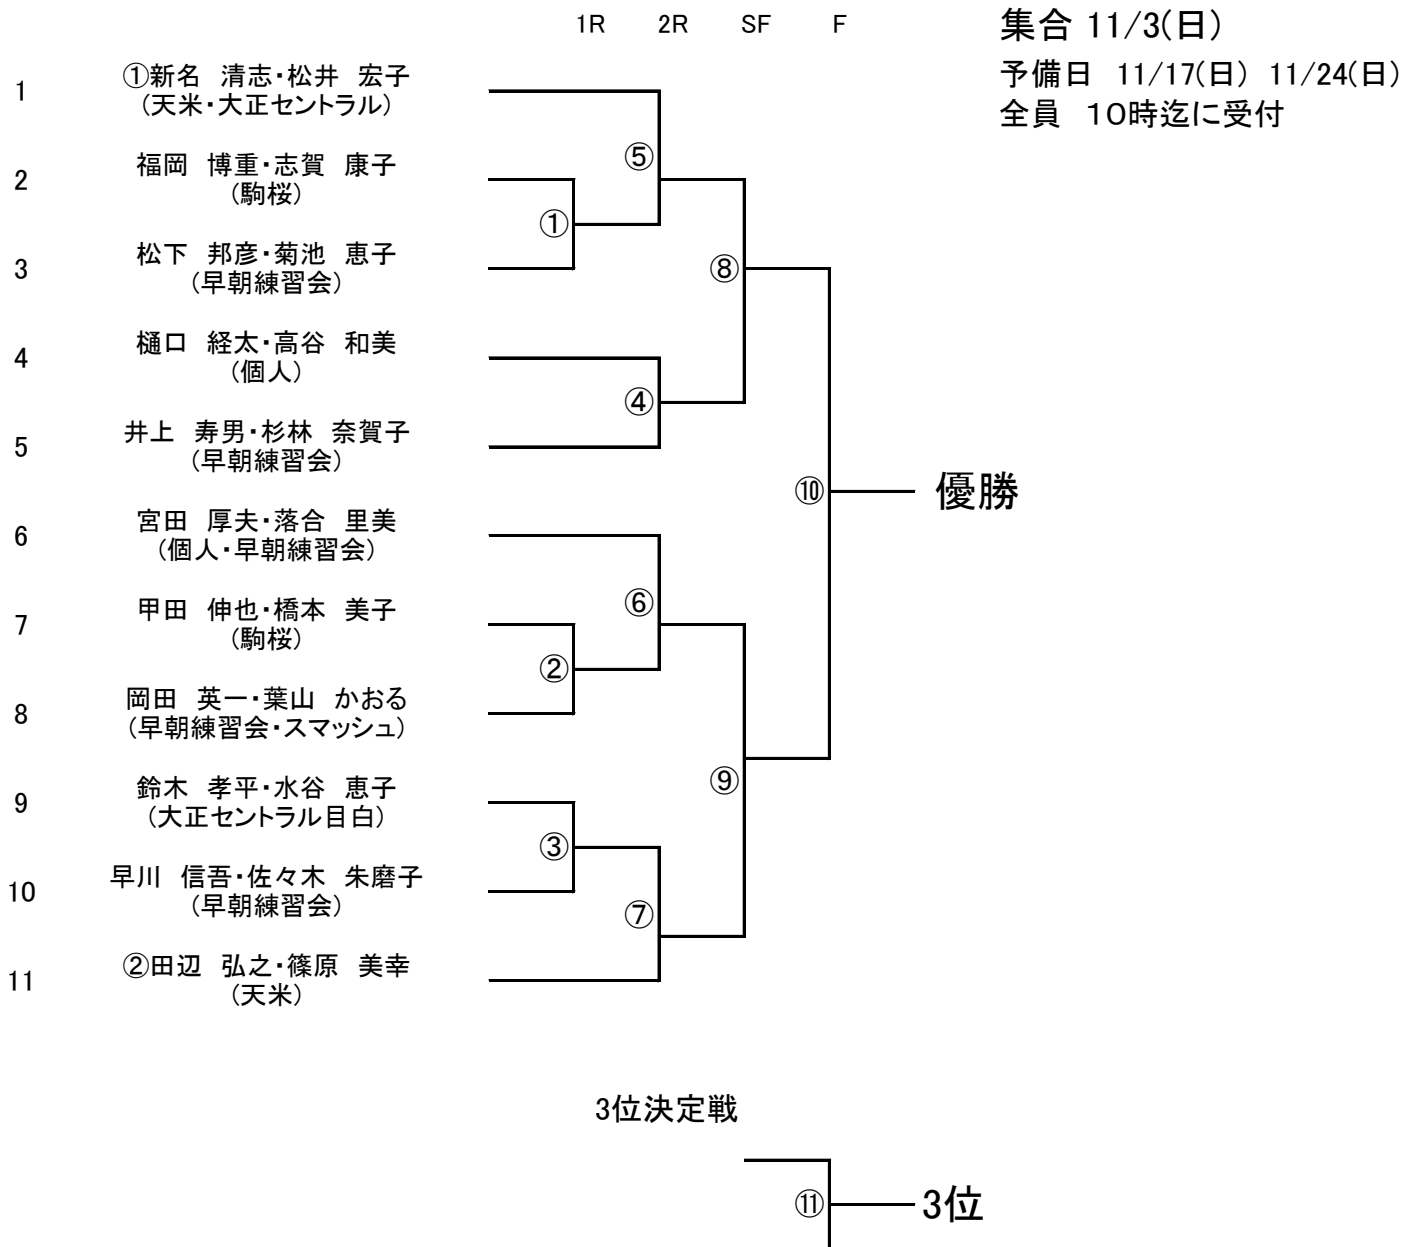 1R 2R SF F
集合 11/3(日)
予備日 11/17(日) 11/24(日)
全員 10時迄に受付
1 ①新名 清志・松井 宏子
(天米・大正セントラル)
⑤
2 福岡 博重・志賀 康子
(駒桜)
①
3 松下 邦彦・菊池 恵子
(早朝練習会)
⑧
4 樋口 経太・高谷 和美
(個人)
④
5 井上 寿男・杉林 奈賀子
(早朝練習会)
⑩ 優勝
6 宮田 厚夫・落合 里美
(個人・早朝練習会)
⑥
7 甲田 伸也・橋本 美子
(駒桜)
②
8 岡田 英一・葉山 かおる
(早朝練習会・スマッシュ)
⑨
9 鈴木 孝平・水谷 恵子
(大正セントラル目白)
③
10 早川 信吾・佐々木 朱磨子
(早朝練習会)
⑦
11 ②田辺 弘之・篠原 美幸
(天米)
3位決定戦
⑪ 3位